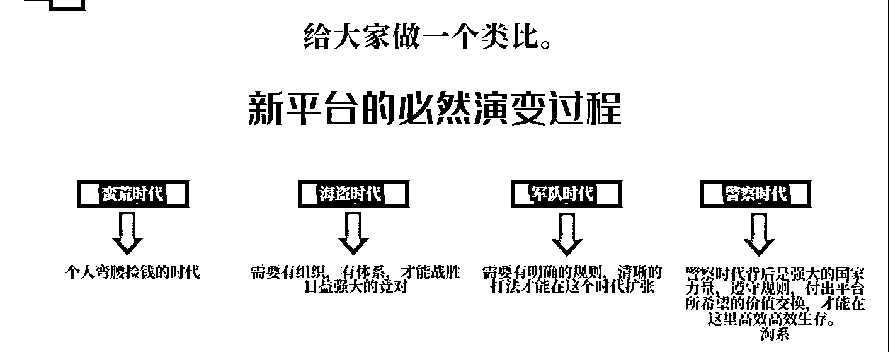 给大家做一个类比。
新平台的必然演变过程
蛮荒时代
海盗时代
军队时代
警察时代
个人弯腰捡钱的时代
需要有组织，有体系，才能战胜
日益强大的竞对
需要有明确的规则，清晰的
打法才能在这个时代扩张
警察时代背后是强大的国家
力量，遵守规则，付出平台
所希望的价值交换，才能在
这里高效高效生存。
淘系